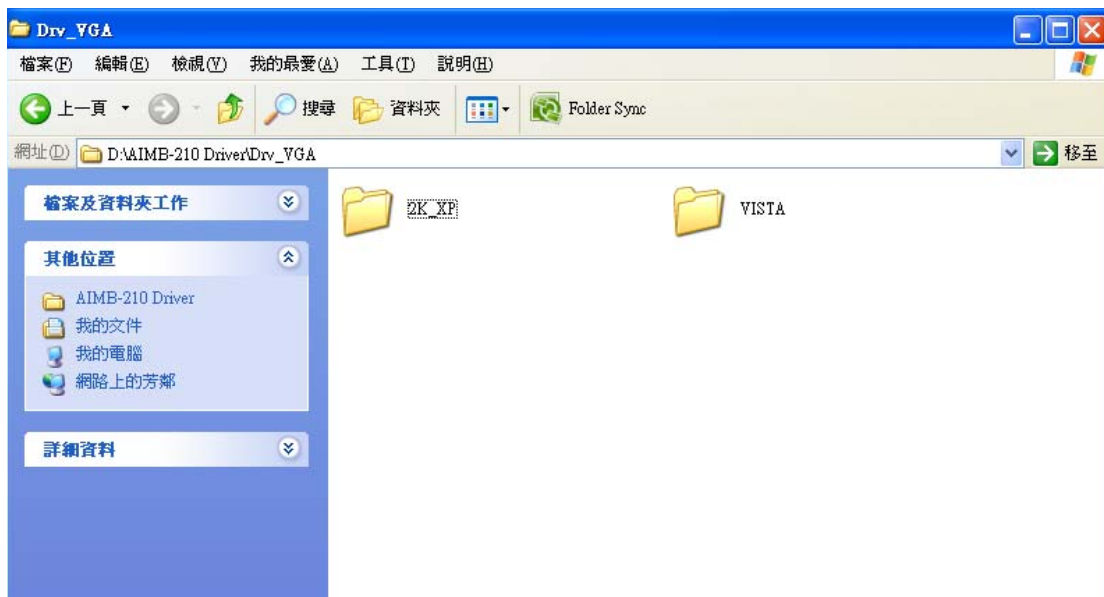 Drv_VGA
檔案(F) 編輯(E) 檢視(V) 我的最愛(A) 工具(T) 說明(H)
上一頁 搜尋 資料夾 Folder Sync
網址(D) D:\AIMB-210 Driver\Drv_VGA 移至
檔案及資料夾工作
其他位置
AIMB-210 Driver
我的文件
我的電腦
網路上的芳鄰
詳細資料
2K_XP VISTA